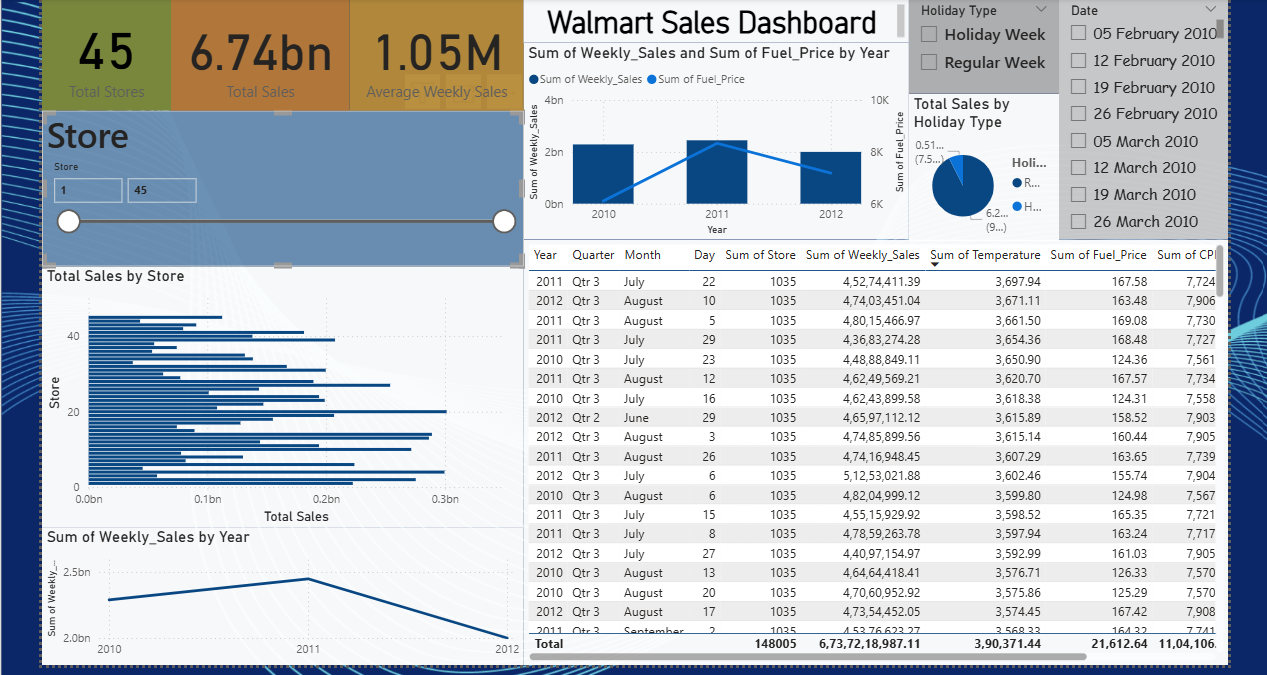 45
Total Stores
6.74bn
Total Sales
1.05M
Average Weekly Sales
Walmart Sales Dashboard
Holiday Type
Holiday Week
Regular Week
Date
05 February 2010
12 February 2010
19 February 2010
26 February 2010
05 March 2010
12 March 2010
19 March 2010
26 March 2010
Store
Store
1 45
Sum of Weekly_Sales and Sum of Fuel_Price by Year
Sum of Weekly_Sales Sum of Fuel_Price
Sum of Weekly_Sales
4bn
2bn
0bn
10K
8K
6K
Sum of Fuel_Price
2010 2011 2012
Year
Total Sales by
Holiday Type
0.51...
(7.5...
6.2...
(9...)
Holi...
R...
H...
Total Sales by Store
Store
40
20
0
0.0bn 0.1bn 0.2bn 0.3bn
Total Sales
Sum of Weekly_Sales by Year
Sum of Weekly_...
2.5bn
2.0bn
2010 2011 2012
Year Quarter Month Day Sum of Store Sum of Weekly_Sales Sum of Temperature Sum of Fuel_Price Sum of CPI
2011 Qtr 3 July 22 1035 4,52,74,411.39 3,697.94 167.58 7,724
2012 Qtr 3 August 10 1035 4,74,03,451.04 3,671.11 163.48 7,906
2011 Qtr 3 August 5 1035 4,80,15,466.97 3,661.50 169.08 7,730
2011 Qtr 3 July 29 1035 4,36,83,274.28 3,654.36 168.48 7,727
2010 Qtr 3 July 23 1035 4,48,88,849.11 3,650.90 124.36 7,561
2011 Qtr 3 August 12 1035 4,62,49,569.21 3,620.70 167.57 7,734
2010 Qtr 3 July 16 1035 4,62,43,899.58 3,618.38 124.31 7,558
2012 Qtr 2 June 29 1035 4,65,97,112.12 3,615.89 158.52 7,903
2012 Qtr 3 August 3 1035 4,74,85,899.56 3,615.14 160.44 7,905
2011 Qtr 3 August 26 1035 4,74,16,948.45 3,607.29 163.65 7,739
2012 Qtr 3 July 6 1035 5,12,53,021.88 3,602.46 155.74 7,904
2010 Qtr 3 August 6 1035 4,82,04,999.12 3,599.80 124.98 7,567
2011 Qtr 3 July 15 1035 4,55,15,929.92 3,598.52 165.35 7,721
2011 Qtr 3 July 8 1035 4,78,59,263.78 3,597.94 163.24 7,717
2012 Qtr 3 July 27 1035 4,40,97,154.97 3,592.99 161.03 7,905
2010 Qtr 3 August 13 1035 4,64,64,418.41 3,576.71 126.33 7,570
2010 Qtr 3 August 20 1035 4,70,60,952.92 3,575.86 125.29 7,570
2012 Qtr 3 August 17 1035 4,73,54,452.05 3,574.45 167.42 7,908
2011 Qtr 3 September 2 1035 4,53,76,623.27 3,568.33 164.32 7,741
Total 148005 6,73,72,18,987.11 3,90,371.44 21,612.64 11,04,106.